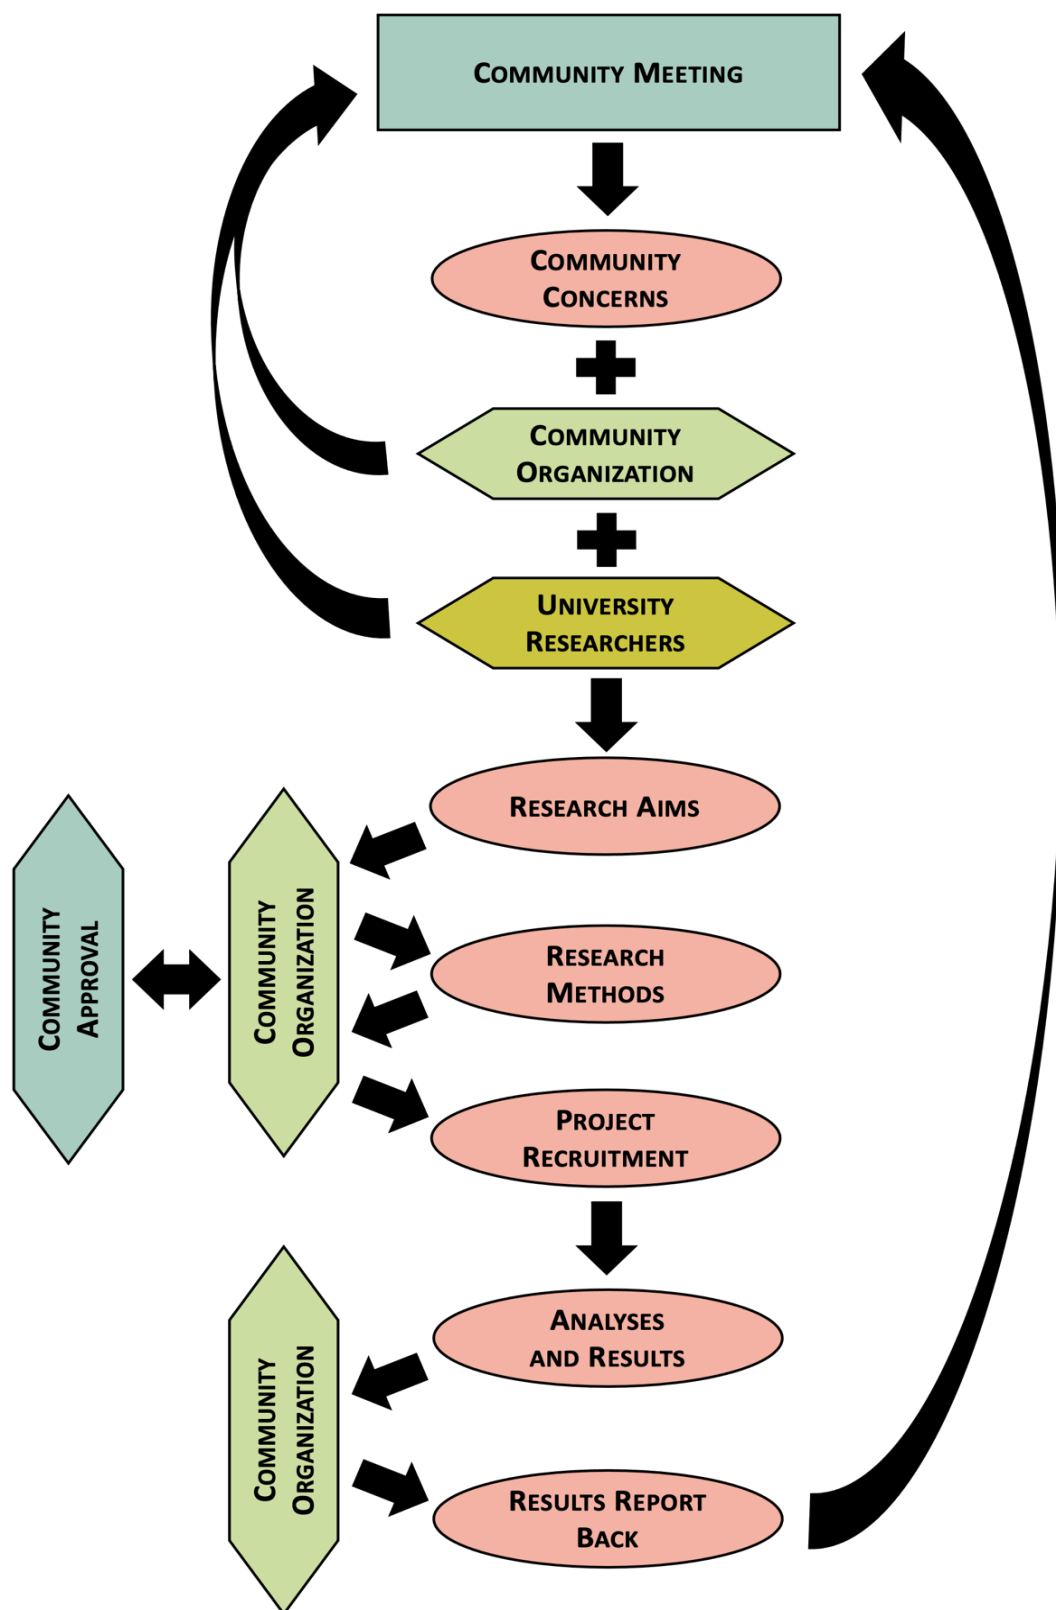 Community Meeting
Community
Concerns
Community
Organization
University
Researchers
Research Aims
Community
Approval
Community
Organization
Research
Methods
Project
Recruitment
Analyses
and Results
Community
Organization
Results Report
Back